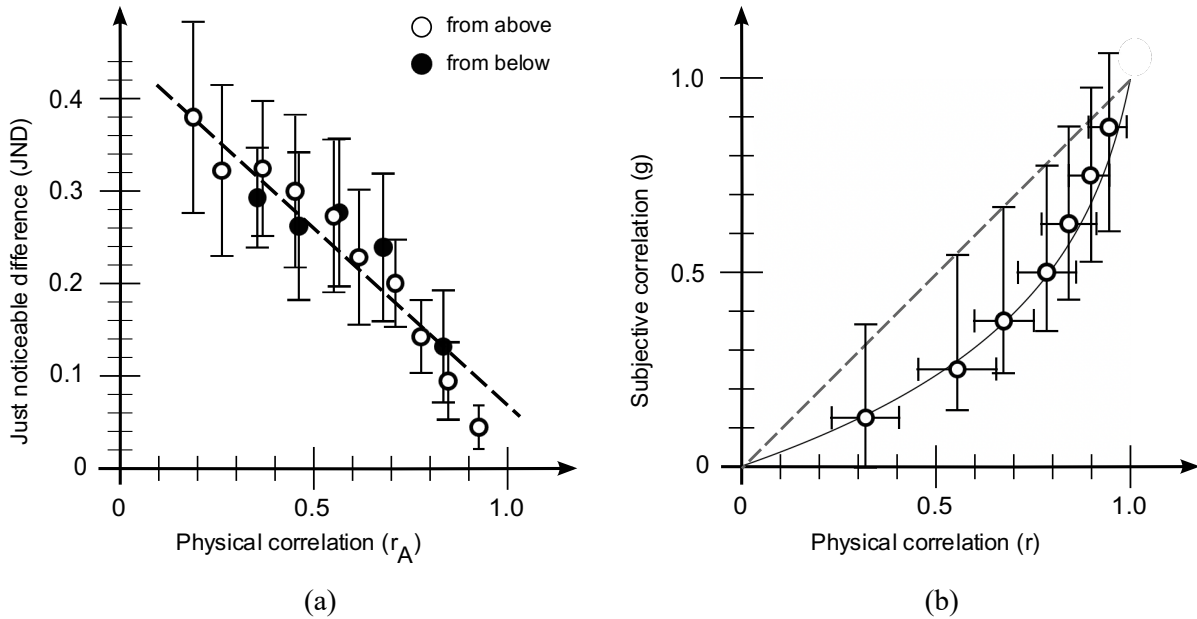 from above
from below
0.4
0.3
0.2
0.1
0
0
0.5
1.0
Just noticeable difference (JND)
Physical correlation (rA)
(a)
1.0
0.5
0
0
0.5
1.0
Subjective correlation (g)
Physical correlation (r)
(b)